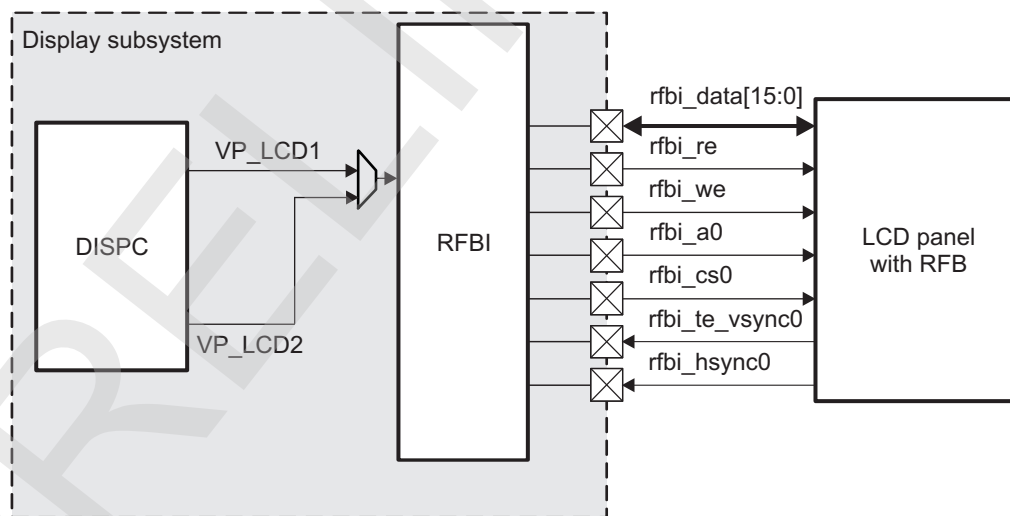 Display subsystem
DISPC
VP_LCD1
VP_LCD2
RFBI
rfbi_data[15:0]
rfbi_re
rfbi_we
rfbi_a0
rfbi_cs0
rfbi_te_vsync0
rfbi_hsync0
LCD panel
with RFB